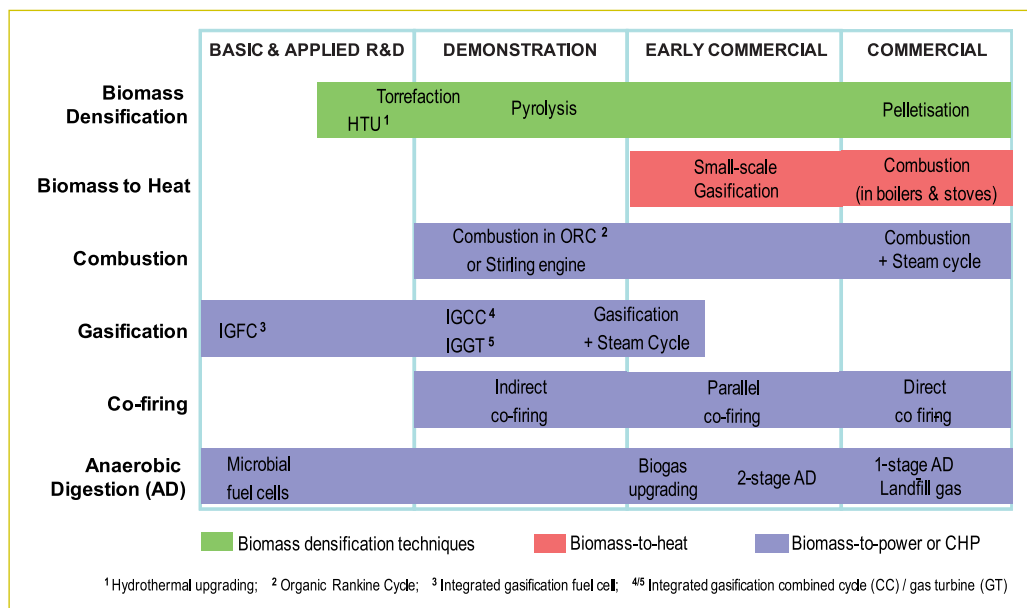 BASIC & APPLIED R&D DEMONSTRATION EARLY COMMERCIAL COMMERCIAL
Biomass
Densification
Torrefaction
HTU ¹
Pyrolysis
Pelletisation
Biomass to Heat
Small-scale
Gasification
Combustion
(in boilers & stoves)
Combustion
Combustion in ORC ²
or Stirling engine
Combustion
+ Steam cycle
Gasification
IGFC ³
IGCC ⁴
IGGT ⁵
Gasification
+ Steam Cycle
Co-firing
Indirect
co-firing
Parallel
co-firing
Direct
co firing
Anaerobic
Digestion (AD)
Microbial
fuel cells
Biogas
upgrading
2-stage AD
1-stage AD
Landfill gas
Biomass densification techniques Biomass-to-heat Biomass-to-power or CHP
¹ Hydrothermal upgrading; ² Organic Rankine Cycle; ³ Integrated gasification fuel cell; ⁴/⁵ Integrated gasification combined cycle (CC) / gas turbine (GT)